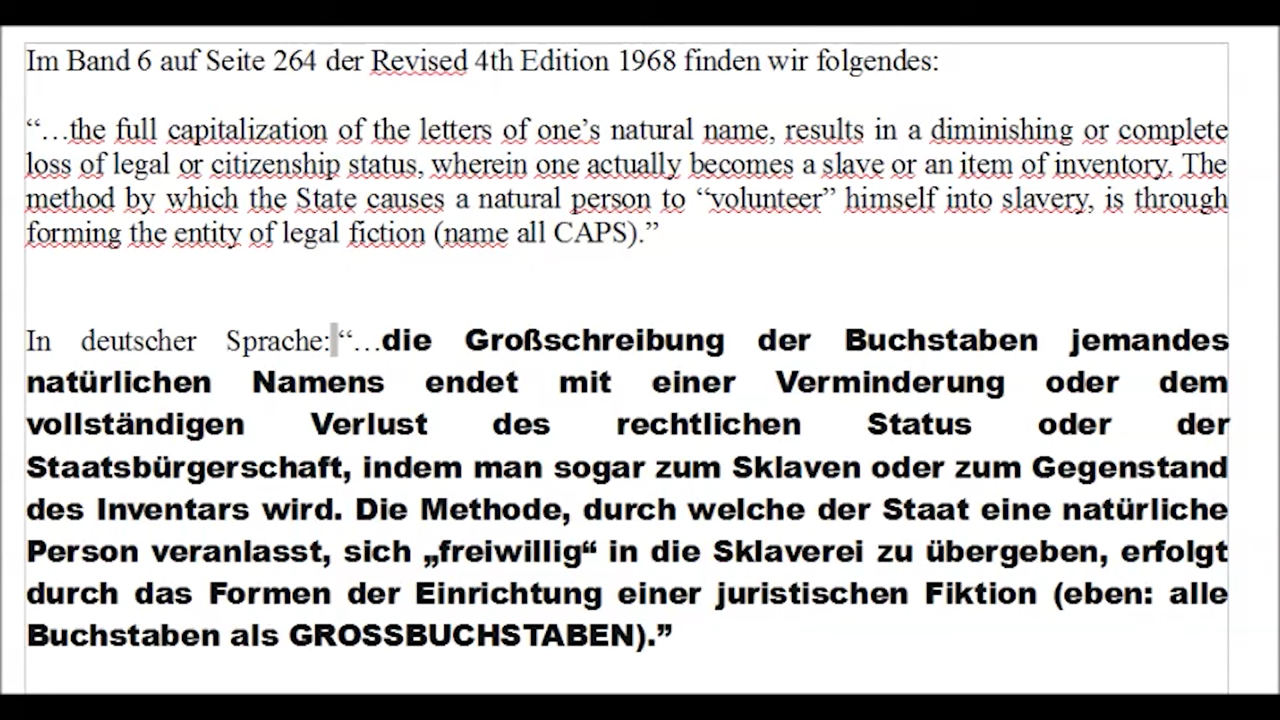 Im Band 6 auf Seite 264 der Revised 4th Edition 1968 finden wir folgendes:
“…the full capitalization of the letters of one’s natural name, results in a diminishing or complete
loss of legal or citizenship status, wherein one actually becomes a slave or an item of inventory. The
method by which the State causes a natural person to “volunteer” himself into slavery, is through
forming the entity of legal fiction (name all CAPS).”
In deutscher Sprache: “…die Großschreibung der Buchstaben jemandes
natürlichen Namens endet mit einer Verminderung oder dem
vollständigen Verlust des rechtlichen Status oder der
Staatsbürgerschaft, indem man sogar zum Sklaven oder zum Gegenstand
des Inventars wird. Die Methode, durch welche der Staat eine natürliche
Person veranlasst, sich „freiwillig“ in die Sklaverei zu übergeben, erfolgt
durch das Formen der Einrichtung einer juristischen Fiktion (eben: alle
Buchstaben als GROSSBUCHSTABEN).”